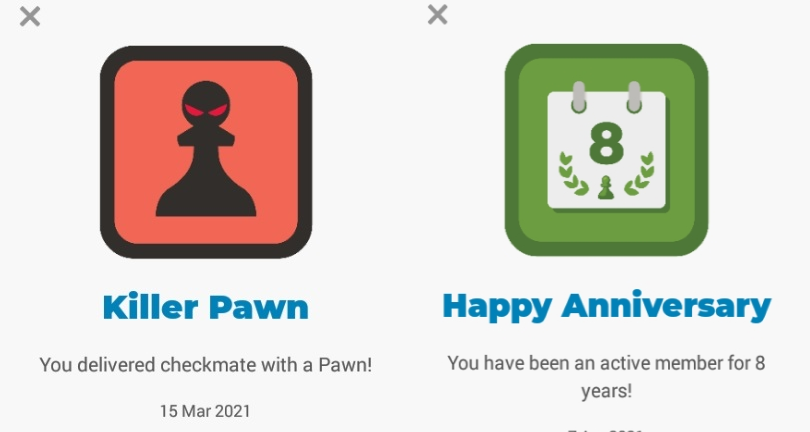 Killer Pawn
You delivered checkmate with a Pawn!
15 Mar 2021
8
Happy Anniversary
You have been an active member for 8
years!